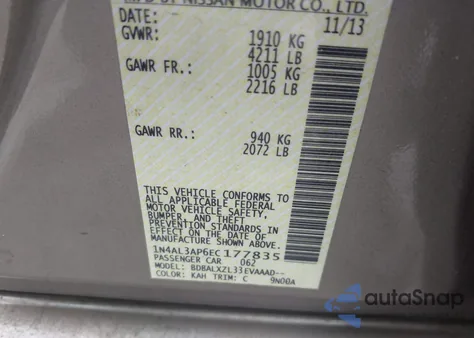 MFD BY NISSAN MOTOR CO., LTD.
DATE: 11/13
GVWR: 1910 KG
4211 LB
GAWR FR.: 1005 KG
2216 LB
GAWR RR.: 940 KG
2072 LB
THIS VEHICLE CONFORMS TO
ALL APPLICABLE FEDERAL
MOTOR VEHICLE SAFETY,
BUMPER, AND THEFT
PREVENTION STANDARDS IN
EFFECT ON THE DATE OF
MANUFACTURE SHOWN ABOVE.
1N4AL3AP6EC177835
PASSENGER CAR 062
MODEL: BDBALXZL33EVAAAD--
COLOR: KAH TRIM: C 9N00A
autoSnap